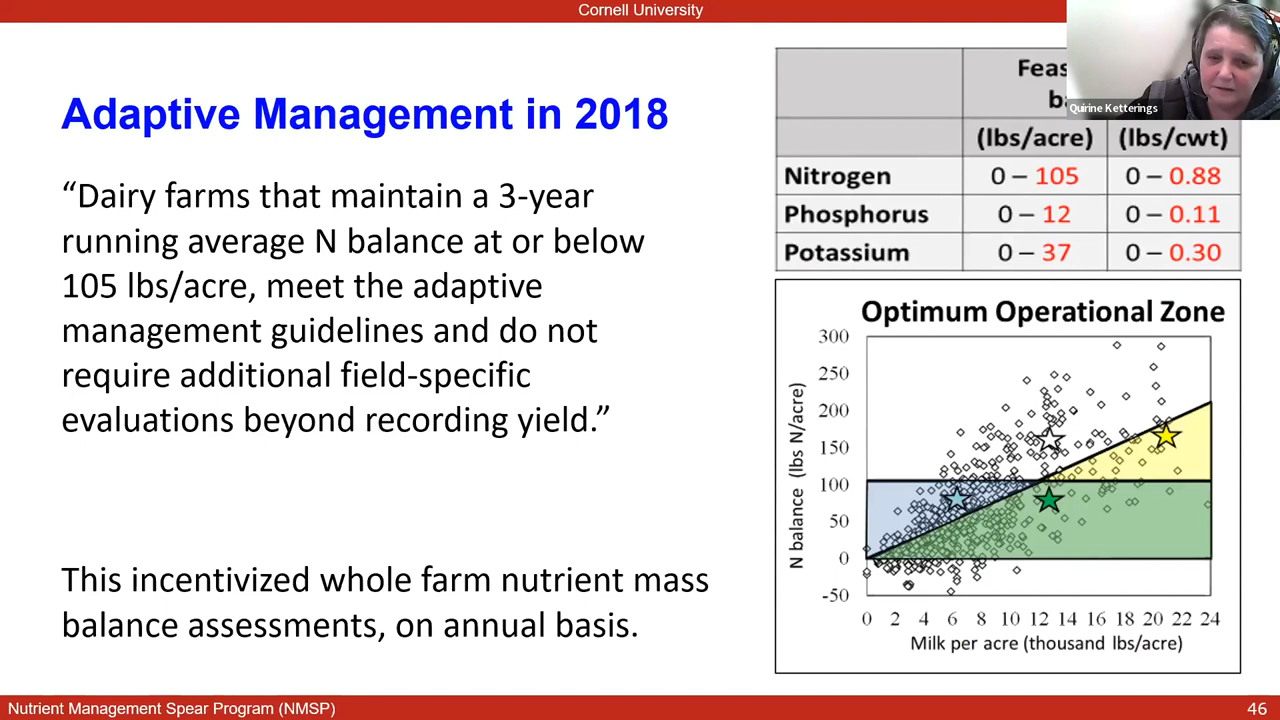 Cornell University
Adaptive Management in 2018
“Dairy farms that maintain a 3-year
running average N balance at or below
105 lbs/acre, meet the adaptive
management guidelines and do not
require additional field-specific
evaluations beyond recording yield.”
This incentivized whole farm nutrient mass
balance assessments, on annual basis.
Quirine Ketterings
(lbs/acre) (lbs/cwt)
Nitrogen 0 – 105 0 – 0.88
Phosphorus 0 – 12 0 – 0.11
Potassium 0 – 37 0 – 0.30
Optimum Operational Zone
N balance (lbs N/acre)
300
250
200
150
100
50
0
-50
0 2 4 6 8 10 12 14 16 18 20 22 24
Milk per acre (thousand lbs/acre)
Nutrient Management Spear Program (NMSP)
46